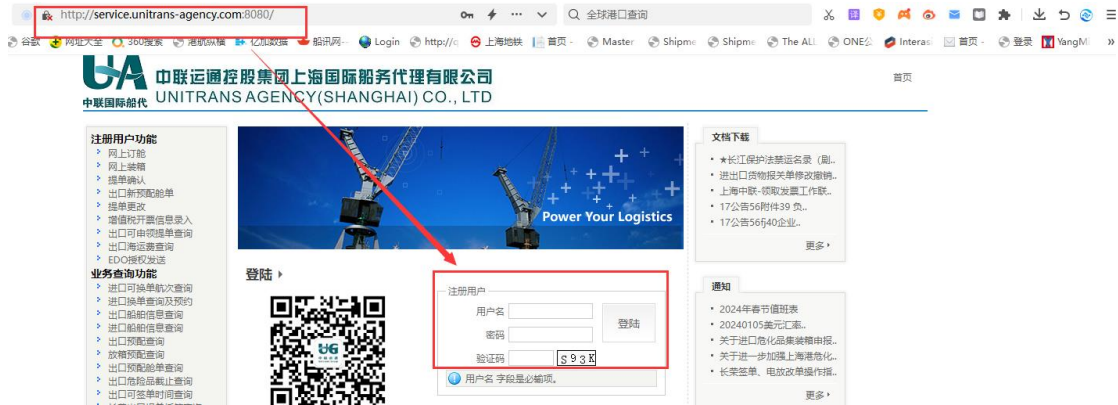 http://service.unitrans-agency.com:8080/
全球港口查询
谷歌 网址大全 360搜索 港航纵横 亿加数据 船讯网-- Login http://c 上海地铁 首页 - Master Shipme Shipme The ALL ONE公 Interas 首页 - 登录 YangMi »
UA
中联国际船代
中联运通控股集团上海国际船务代理有限公司
UNITRANS AGENCY(SHANGHAI) CO., LTD
首页
注册用户功能
网上订舱
网上装箱
提单确认
出口新预配舱单
提单更改
增值税开票信息录入
出口可申领提单查询
出口海运费查询
EDO授权发送
业务查询功能
进口可换单航次查询
进口换单查询及预约
出口船舶信息查询
进口船舶信息查询
出口预配查询
放箱预配查询
出口预配舱单查询
出口危险品截止查询
出口可签单时间查询
Power Your Logistics
登陆
注册用户
用户名
密码
验证码
S93K
登陆
用户名 字段是必输项。
文档下载
★长江保护法禁运名录（剧..
进出口货物报关单修改撤销..
上海中联-领取发票工作联..
17公告56附件39 负..
17公告56附40企业..
更多
通知
2024年春节值班表
20240105美元汇率..
关于进口危化品集装箱申报..
关于进一步加强上海港危化..
长荣签单、电放改单操作指..
更多